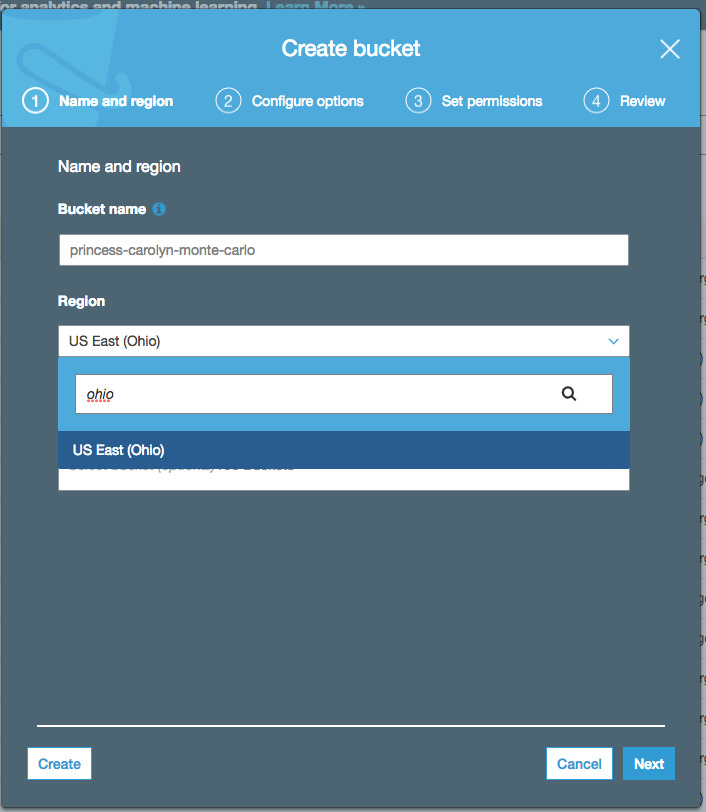 for analytics and machine learning. Learn More »
Create bucket
1 Name and region
2 Configure options
3 Set permissions
4 Review
Name and region
Bucket name
princess-carolyn-monte-carlo
Region
US East (Ohio)
ohio
US East (Ohio)
Create
Cancel
Next